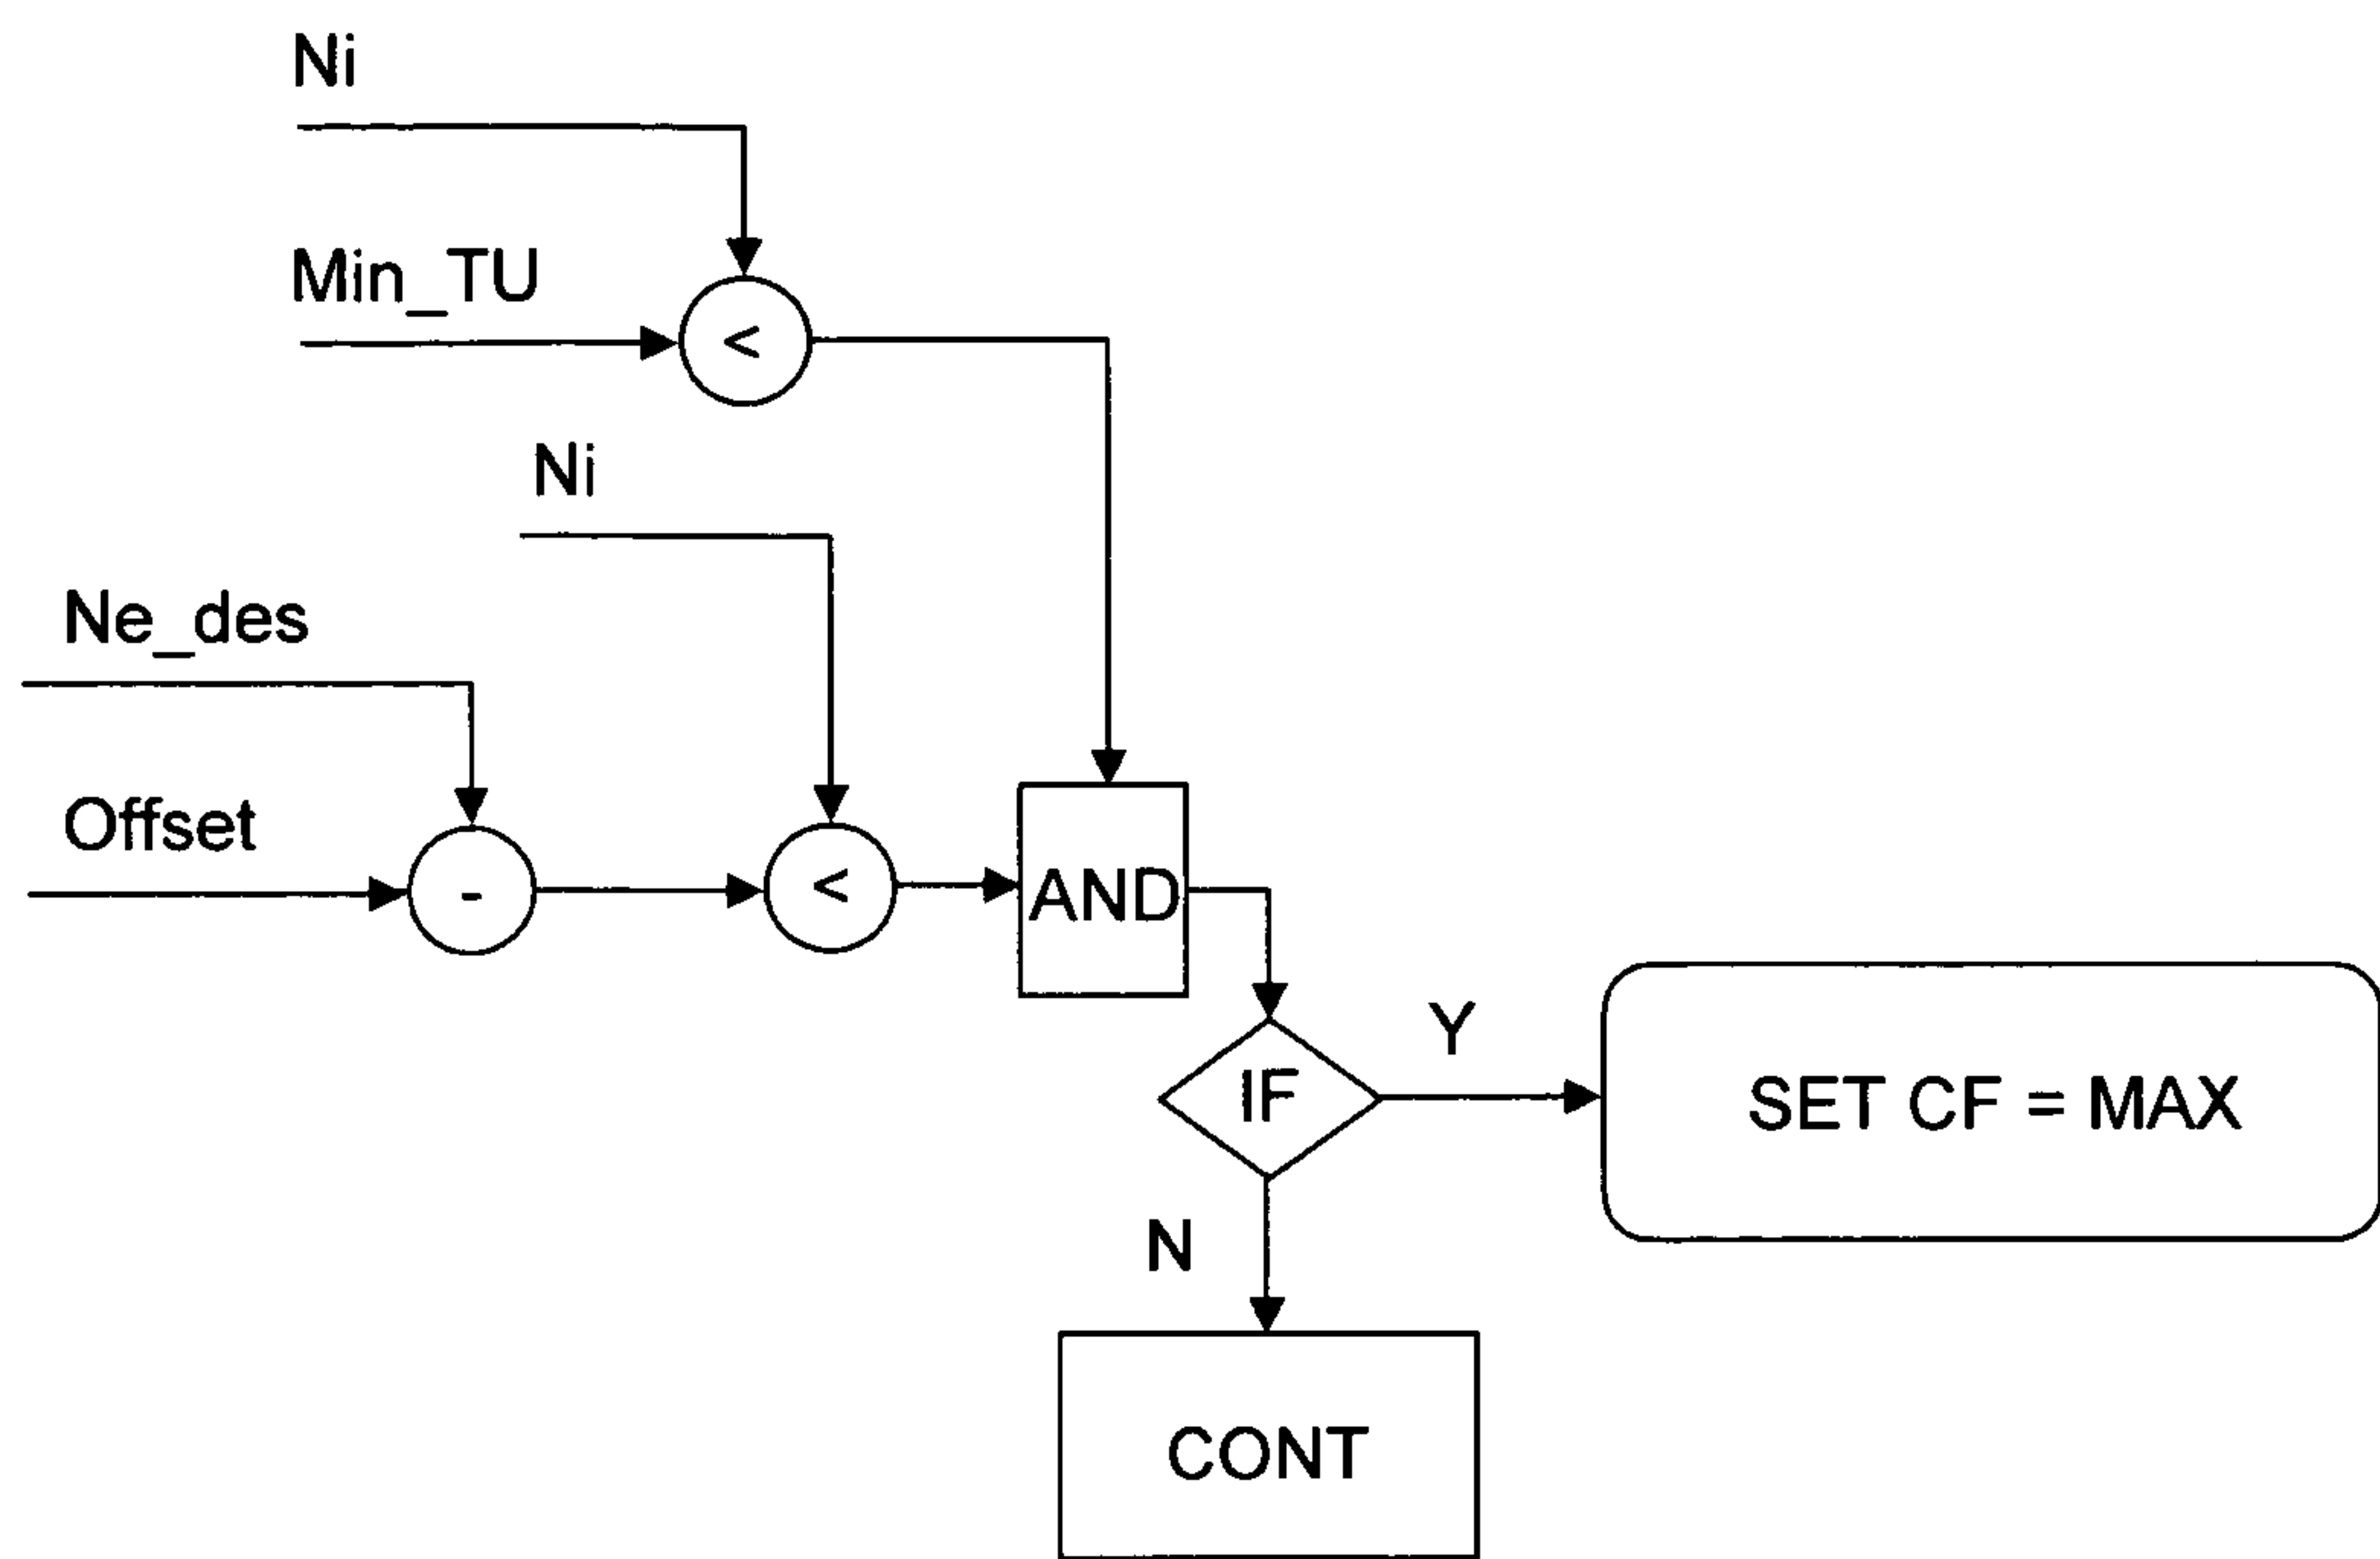 Ni
Min_TU
<
Ni
Ne_des
Offset
-
<
AND
Y
IF
SET CF = MAX
N
CONT